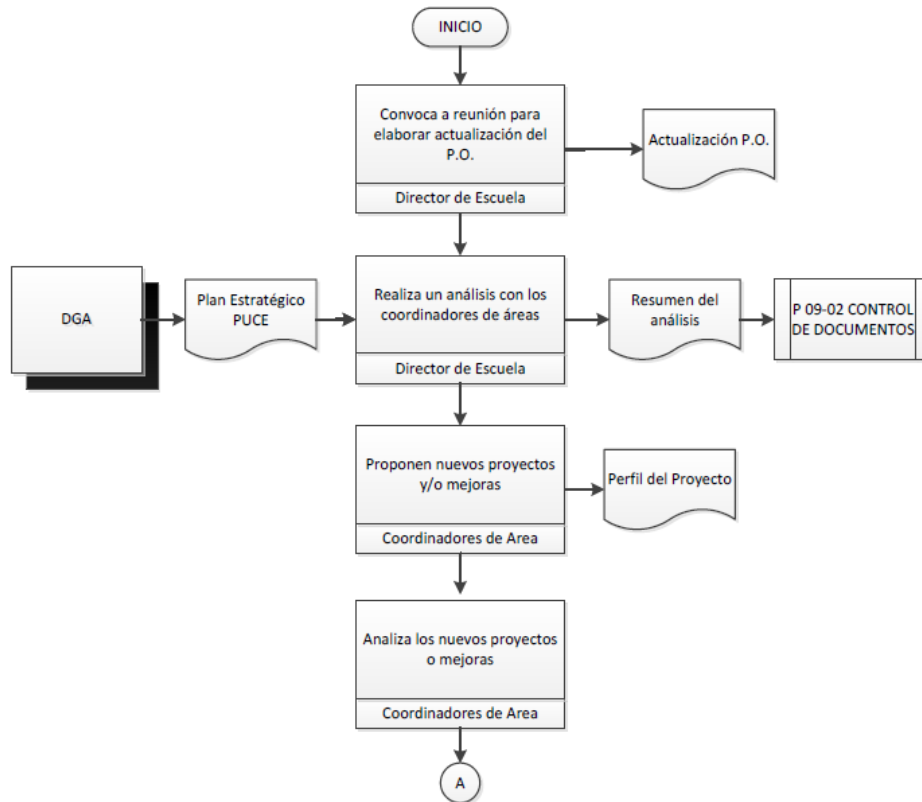 INICIO
Convoca a reunión para
elaborar actualización del
P.O.
Director de Escuela
Actualización P.O.
DGA
Plan Estratégico
PUCE
Realiza un análisis con los
coordinadores de áreas
Director de Escuela
Resumen del
análisis
P 09-02 CONTROL
DE DOCUMENTOS
Proponen nuevos proyectos
y/o mejoras
Coordinadores de Area
Perfil del Proyecto
Analiza los nuevos proyectos
o mejoras
Coordinadores de Area
A